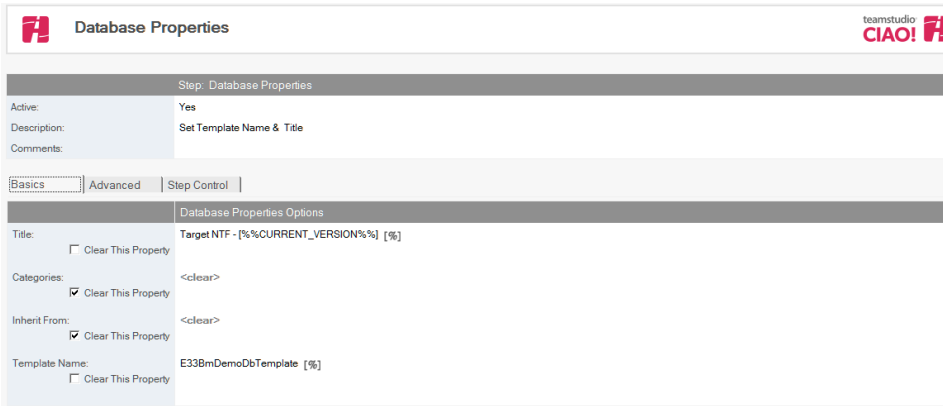 Database Properties
teamstudio
CIAO!
Step: Database Properties
Active: Yes
Description: Set Template Name & Title
Comments:
Basics Advanced Step Control
Database Properties Options
Title: Target NTF - [%%CURRENT_VERSION%%] [%]
Clear This Property
Categories: <clear>
Clear This Property
Inherit From: <clear>
Clear This Property
Template Name: E33BmDemoDbTemplate [%]
Clear This Property